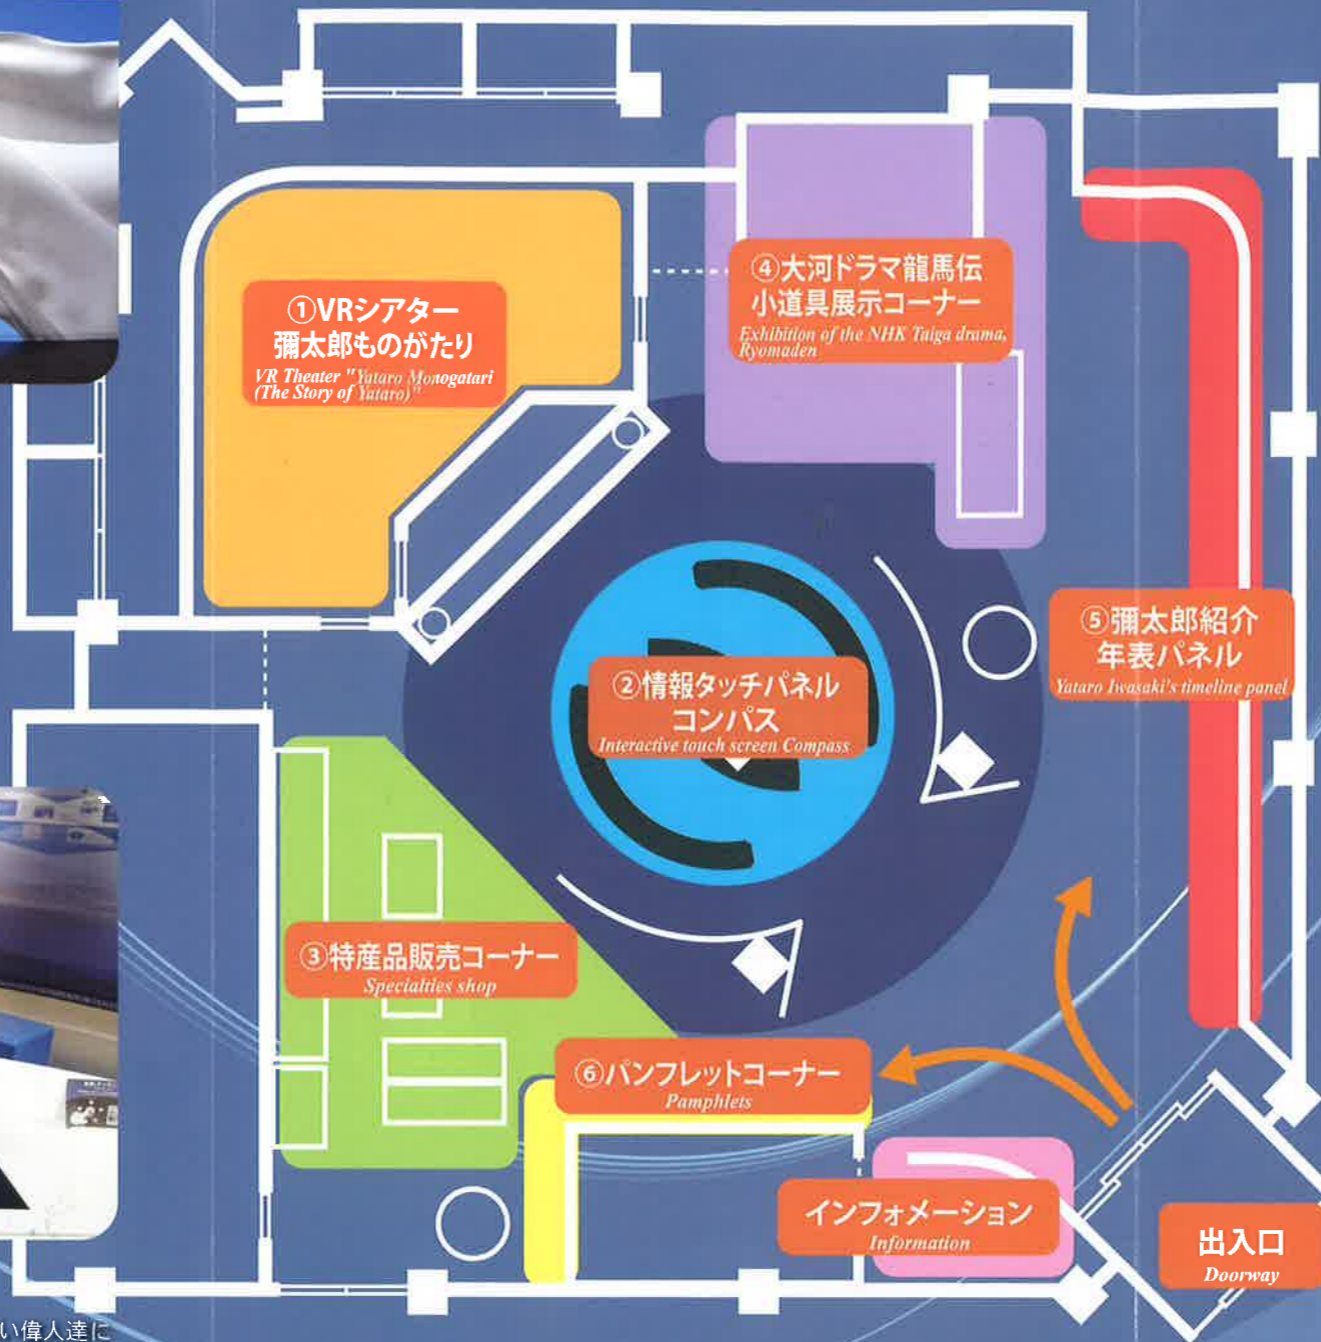 ①VRシアター
彌太郎ものがたり
VR Theater "Yataro Monogatari
(The Story of Yataro)"
④大河ドラマ龍馬伝
小道具展示コーナー
Exhibition of the NHK Taiga drama,
Ryomaden
②情報タッチパネル
コンパス
Interactive touch screen Compass
⑤彌太郎紹介
年表パネル
Yataro Iwasaki's timeline panel
③特産品販売コーナー
Specialties shop
⑥パンフレットコーナー
Pamphlets
インフォメーション
Information
出入口
Doorway
い偉人達に